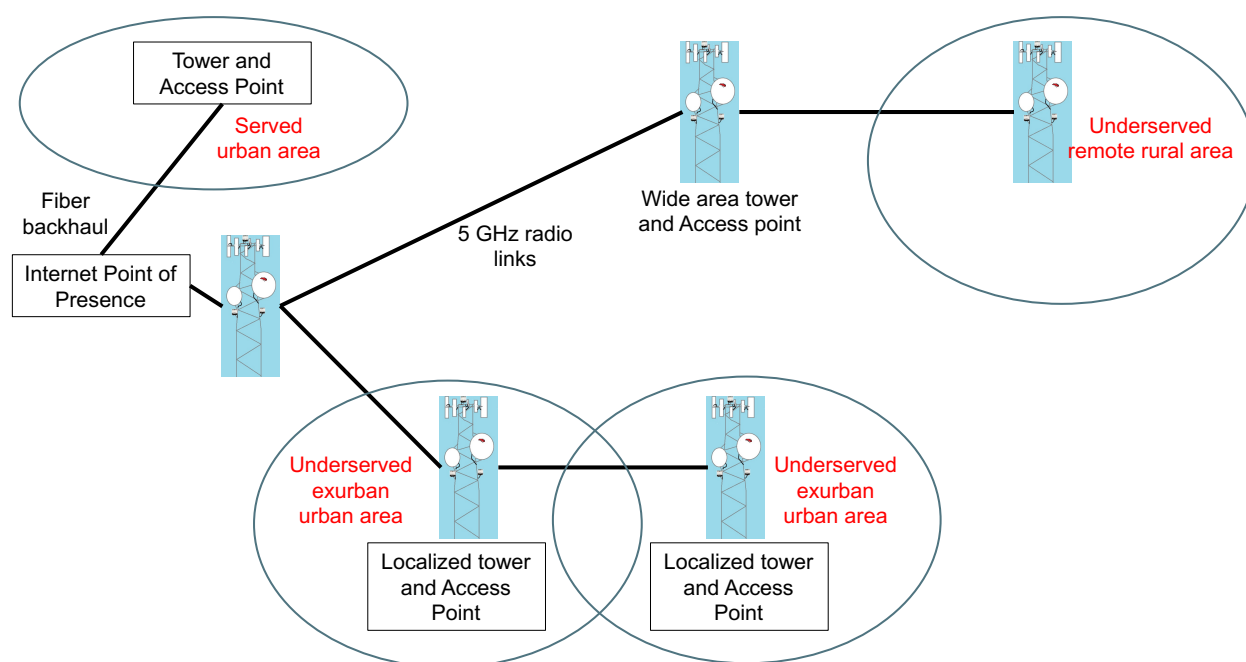 Tower and
Access Point
Served
urban area
Fiber
backhaul
Internet Point of
Presence
5 GHz radio
links
Wide area tower
and Access point
Underserved
remote rural area
Underserved
exurban
urban area
Localized tower
and Access
Point
Underserved
exurban
urban area
Localized tower
and Access
Point